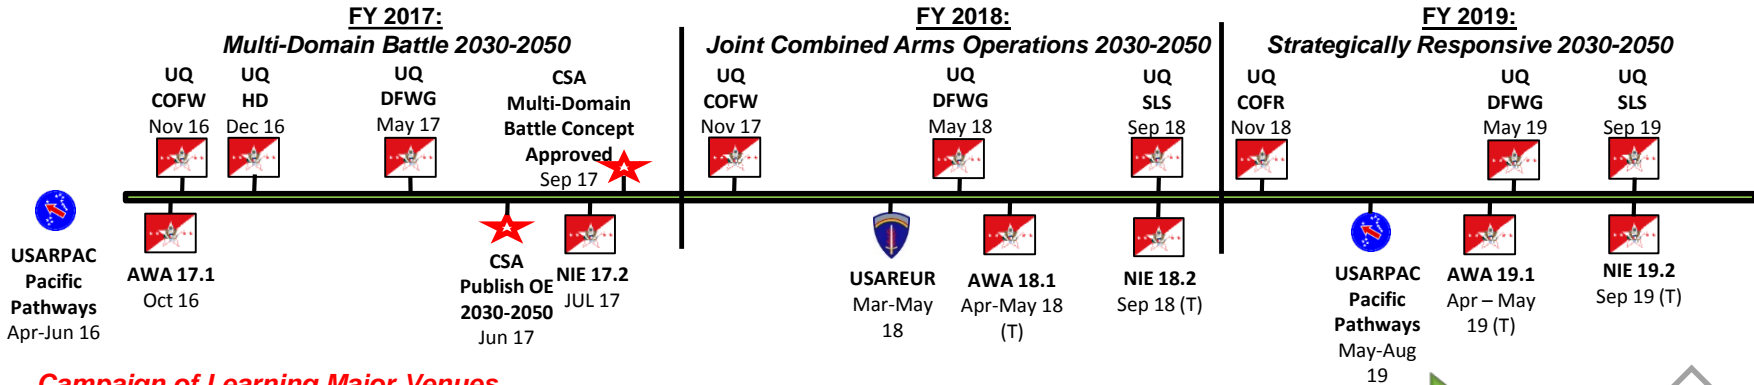 FY 2017:
Multi-Domain Battle 2030-2050
FY 2018:
Joint Combined Arms Operations 2030-2050
FY 2019:
Strategically Responsive 2030-2050
UQ
COFW
Nov 16
UQ
HD
Dec 16
UQ
DFWG
May 17
CSA
Multi-Domain
Battle Concept
Approved
Sep 17
UQ
COFW
Nov 17
UQ
DFWG
May 18
UQ
SLS
Sep 18
UQ
COFR
Nov 18
UQ
DFWG
May 19
UQ
SLS
Sep 19
USARPAC
Pacific
Pathways
Apr-Jun 16
AWA 17.1
Oct 16
CSA
Publish OE
2030-2050
Jun 17
NIE 17.2
JUL 17
USAREUR
Mar-May
18
AWA 18.1
Apr-May 18
(T)
NIE 18.2
Sep 18 (T)
USARPAC
Pacific
Pathways
May-Aug
19
AWA 19.1
Apr – May
19 (T)
NIE 19.2
Sep 19 (T)
Campaign of Learning Major Venues